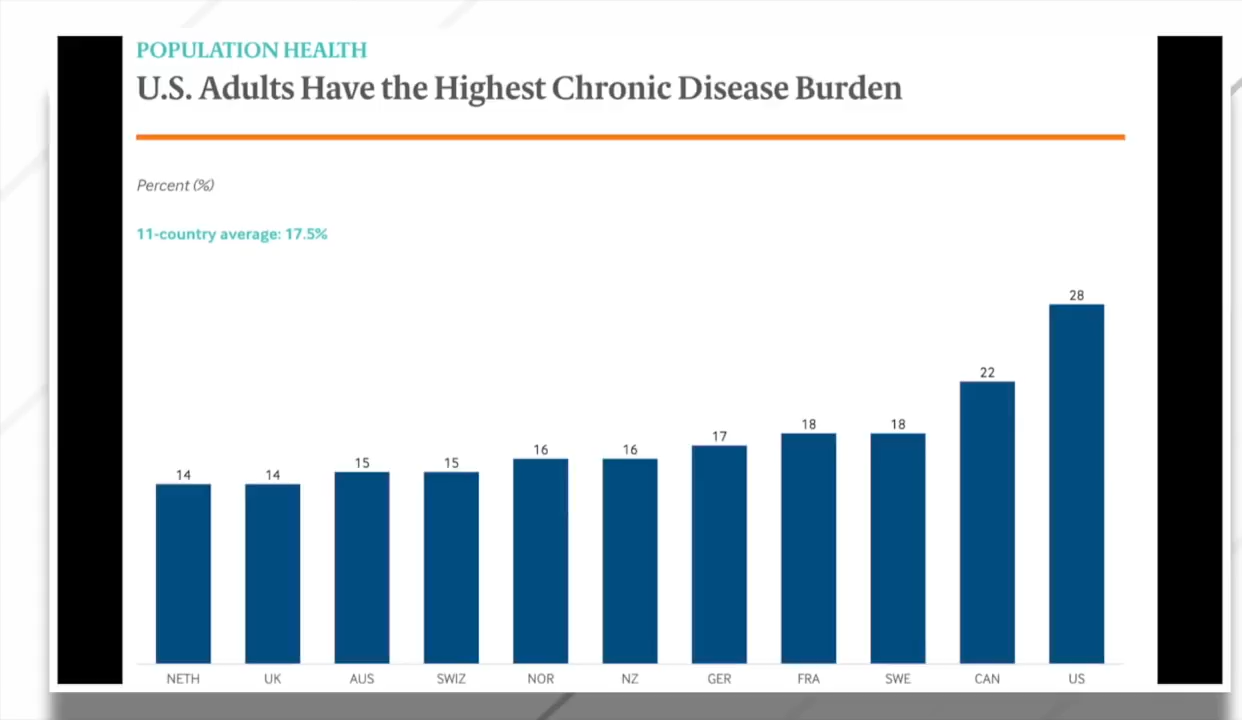 POPULATION HEALTH
U.S. Adults Have the Highest Chronic Disease Burden
Percent (%)
11-country average: 17.5%
14 14 15 15 16 16 17 18 18 22 28
NETH UK AUS SWIZ NOR NZ GER FRA SWE CAN US